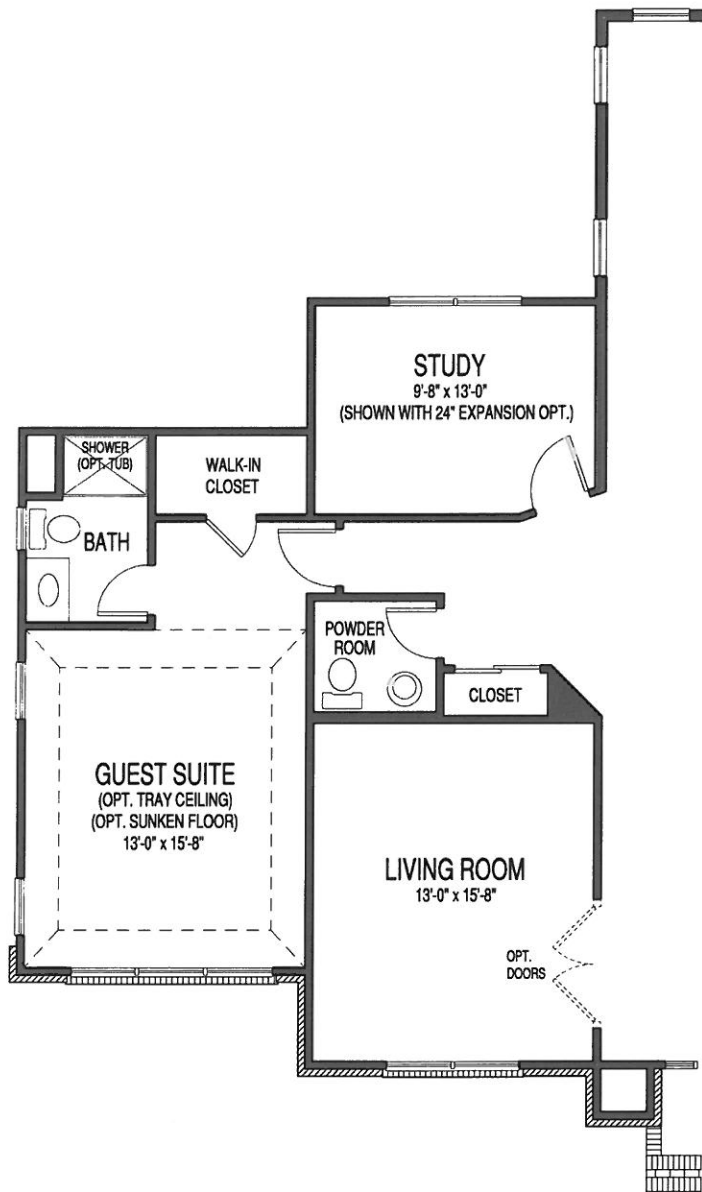 STUDY
9'-8" x 13'-0"
(SHOWN WITH 24" EXPANSION OPT.)
SHOWER
(OPT. TUB)
WALK-IN
CLOSET
BATH
POWDER
ROOM
CLOSET
GUEST SUITE
(OPT. TRAY CEILING)
(OPT. SUNKEN FLOOR)
13'-0" x 15'-8"
LIVING ROOM
13'-0" x 15'-8"
OPT.
DOORS